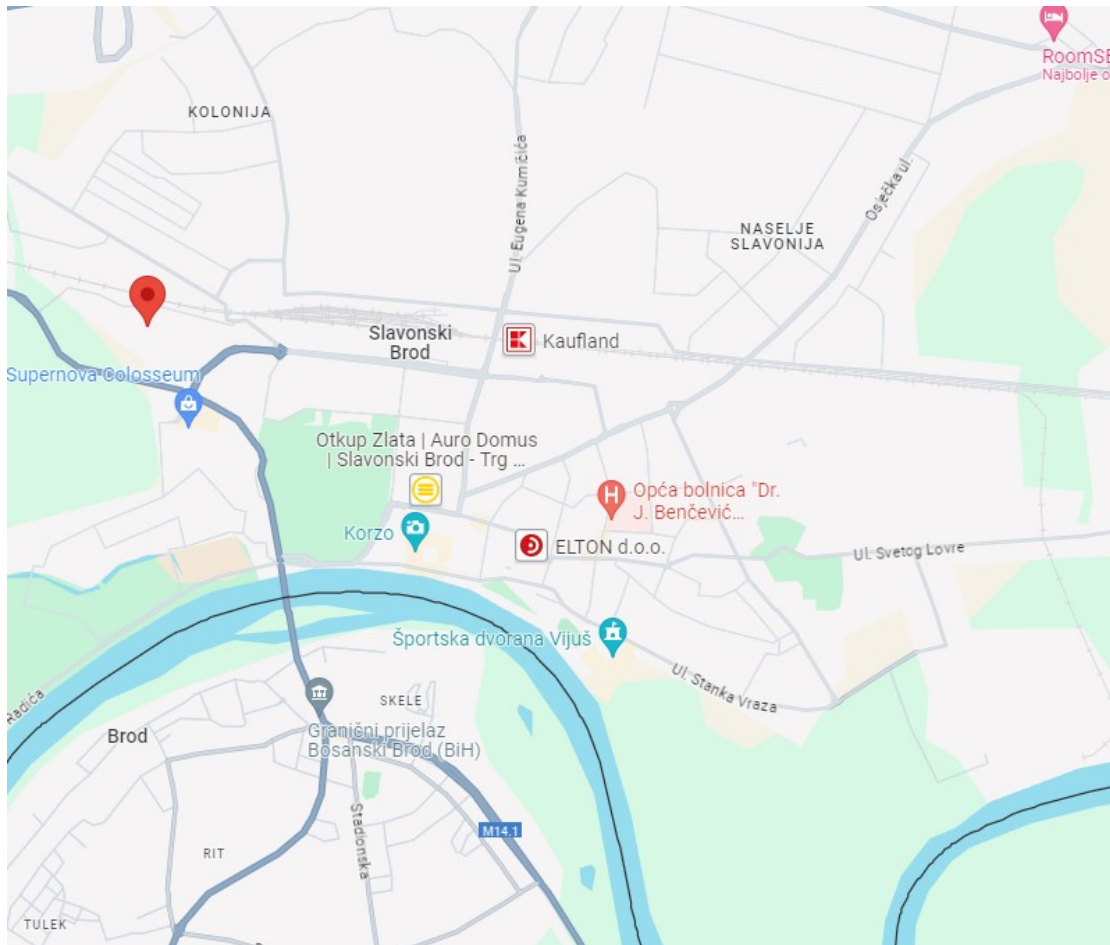 RoomSE
Najbolje o
KOLONIJA
Ul. Eugena Kumičića
Osječka ul.
NASELJE
SLAVONIJA
Slavonski
Brod
Kaufland
Supernova Colosseum
Otkup Zlata | Auro Domus
| Slavonski Brod - Trg ...
Opća bolnica "Dr.
J. Benčević...
Korzo
ELTON d.o.o.
Ul. Svetog Lovre
Športska dvorana Vijuš
Ul. Stanka Vraza
Radića
SKELE
Brod
Granični prijelaz
Bosanski Brod (BiH)
M14.1
Stadionska
RIT
TULEK